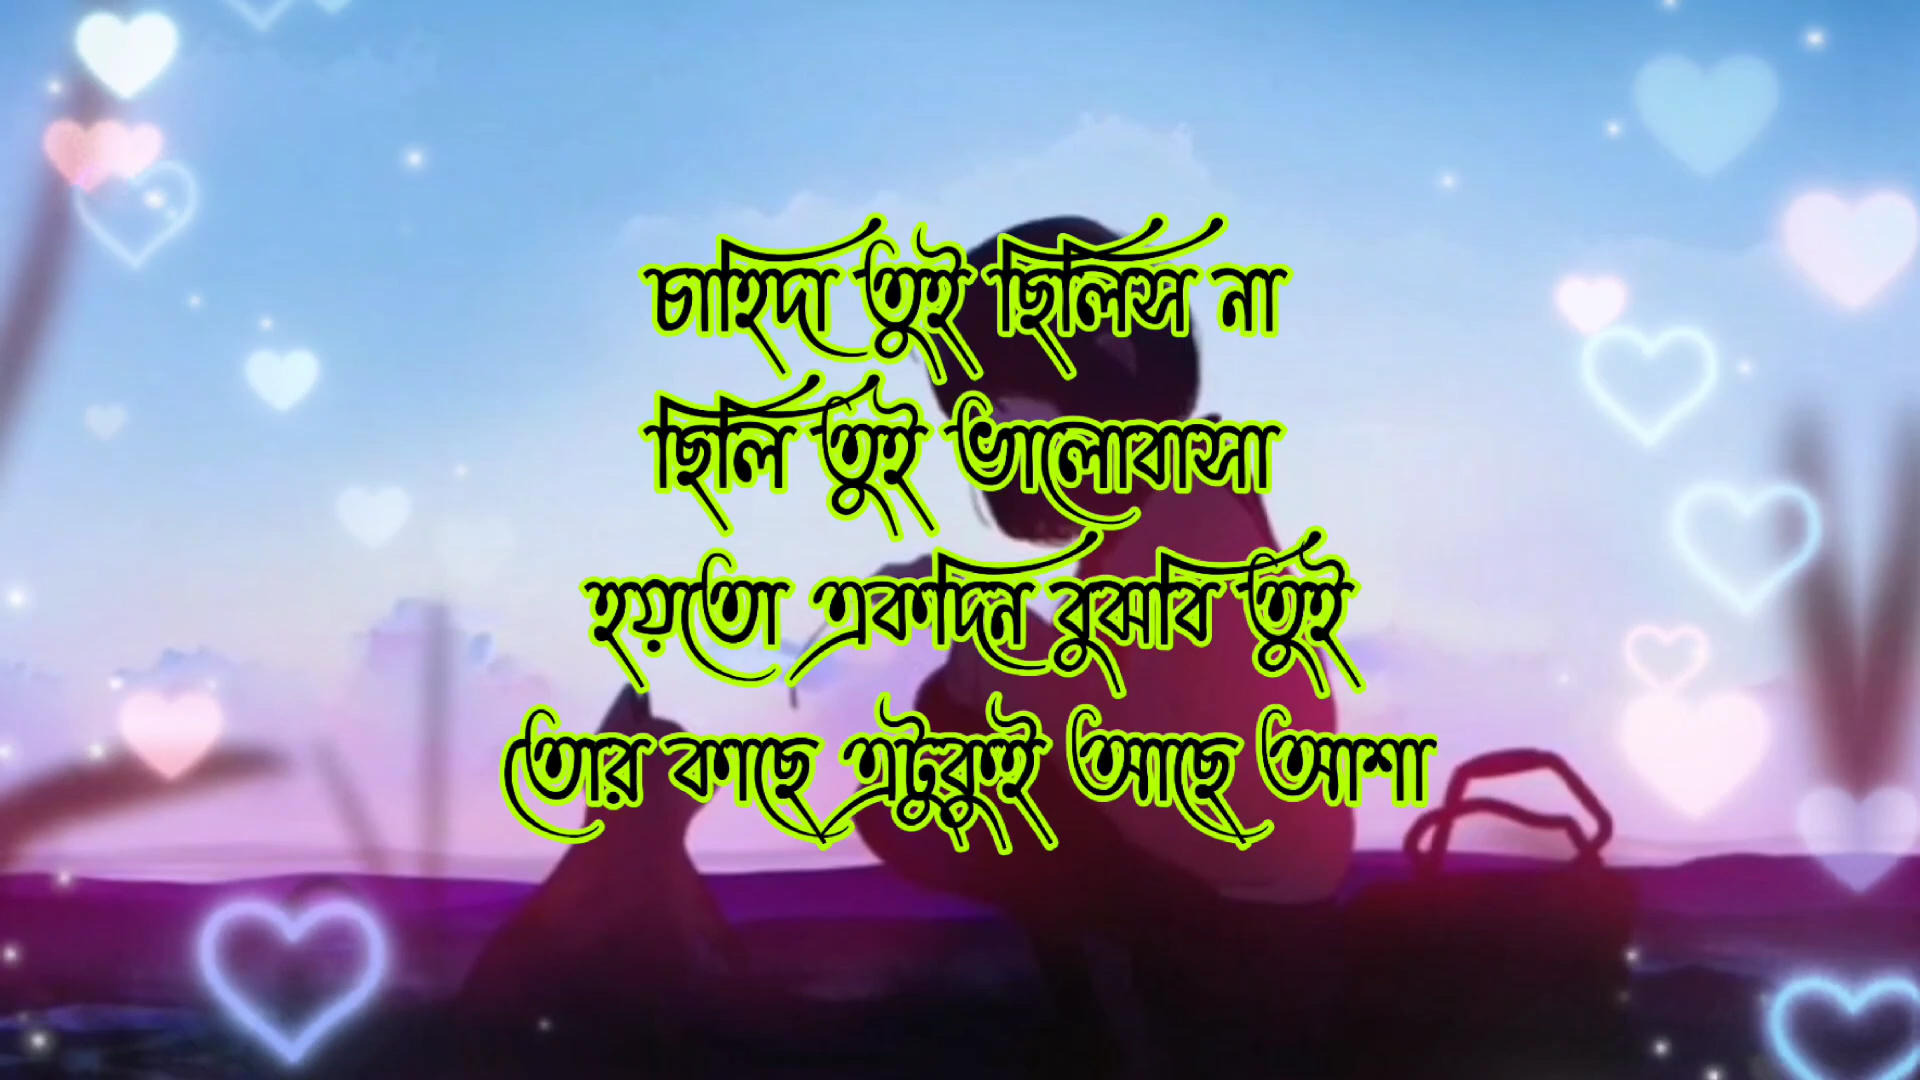 চাহিদা তুই ছিলিস না
ছিলি তুই ভালোবাসা
হয়তো একদিন বুঝবি তুই
তোর কাছে এটুকুই আছে আশা